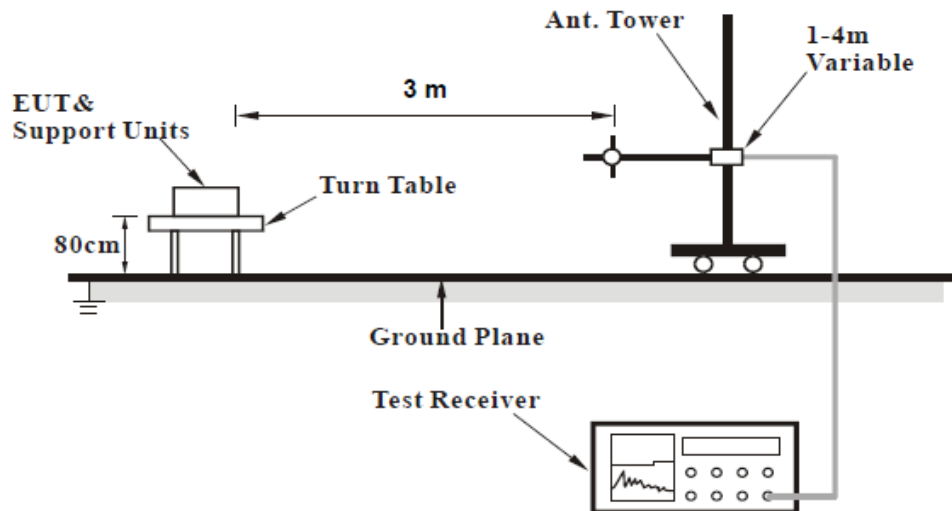 Ant. Tower
1-4m
Variable
3 m
EUT&
Support Units
Turn Table
80cm
Ground Plane
Test Receiver